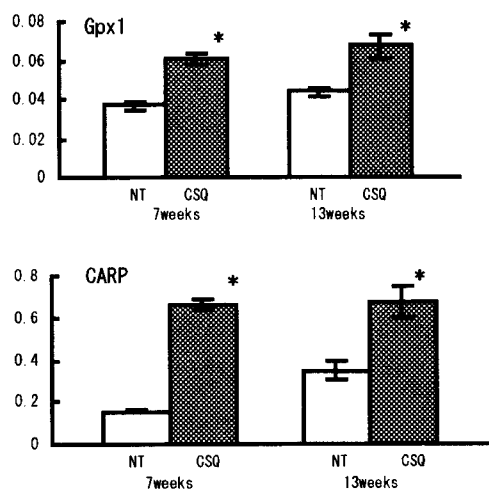 0.08
Gpx1
*
*
0.06
0.04
0.02
0
NT CSQ NT CSQ
7weeks 13weeks
0.8
CARP
*
*
0.6
0.4
0.2
0
NT CSQ NT CSQ
7weeks 13weeks